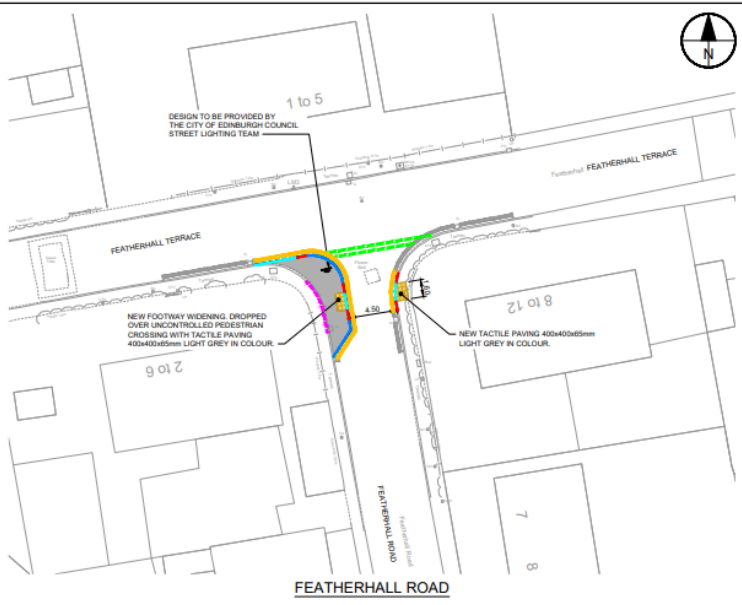 N
1 to 5
DESIGN TO BE PROVIDED BY
THE CITY OF EDINBURGH COUNCIL
STREET LIGHTING TEAM
Featherhall
FEATHERHALL TERRACE
FEATHERHALL TERRACE
4.50
1.60
8 to 12
NEW FOOTWAY WIDENING. DROPPED
OVER UNCONTROLLED PEDESTRIAN
CROSSING WITH TACTILE PAVING
400x400x65mm LIGHT GREY IN COLOUR.
NEW TACTILE PAVING 400x400x65mm
LIGHT GREY IN COLOUR.
2 to 6
FEATHERHALL ROAD
Featherhall Road
7
8
FEATHERHALL ROAD